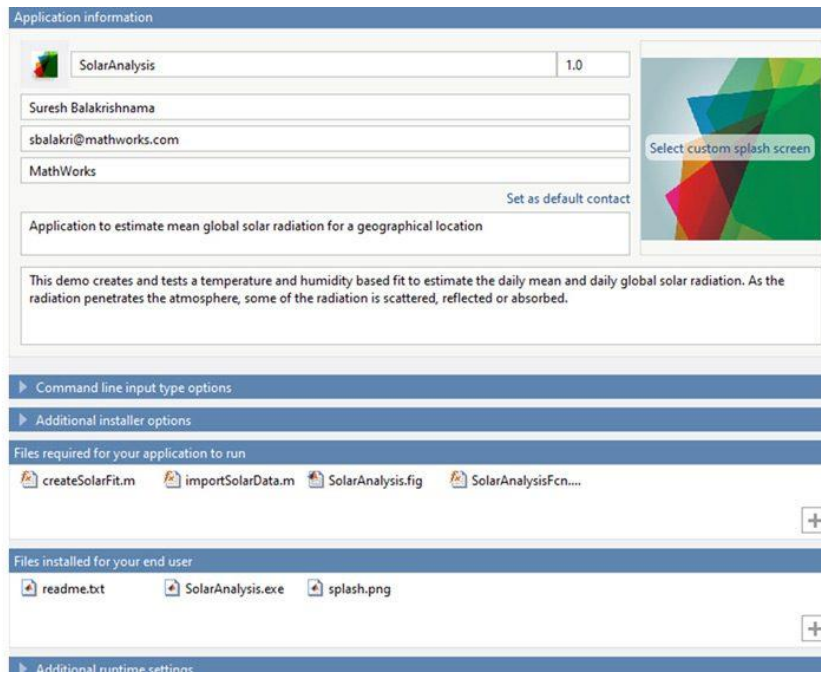 Application information
SolarAnalysis 1.0
Suresh Balakrishnama
sbalakri@mathworks.com
MathWorks
Select custom splash screen
Set as default contact
Application to estimate mean global solar radiation for a geographical location
This demo creates and tests a temperature and humidity based fit to estimate the daily mean and daily global solar radiation. As the
radiation penetrates the atmosphere, some of the radiation is scattered, reflected or absorbed.
Command line input type options
Additional installer options
Files required for your application to run
createSolarFit.m importSolarData.m SolarAnalysis.fig SolarAnalysisFcn....
Files installed for your end user
readme.txt SolarAnalysis.exe splash.png
Additional runtime settings